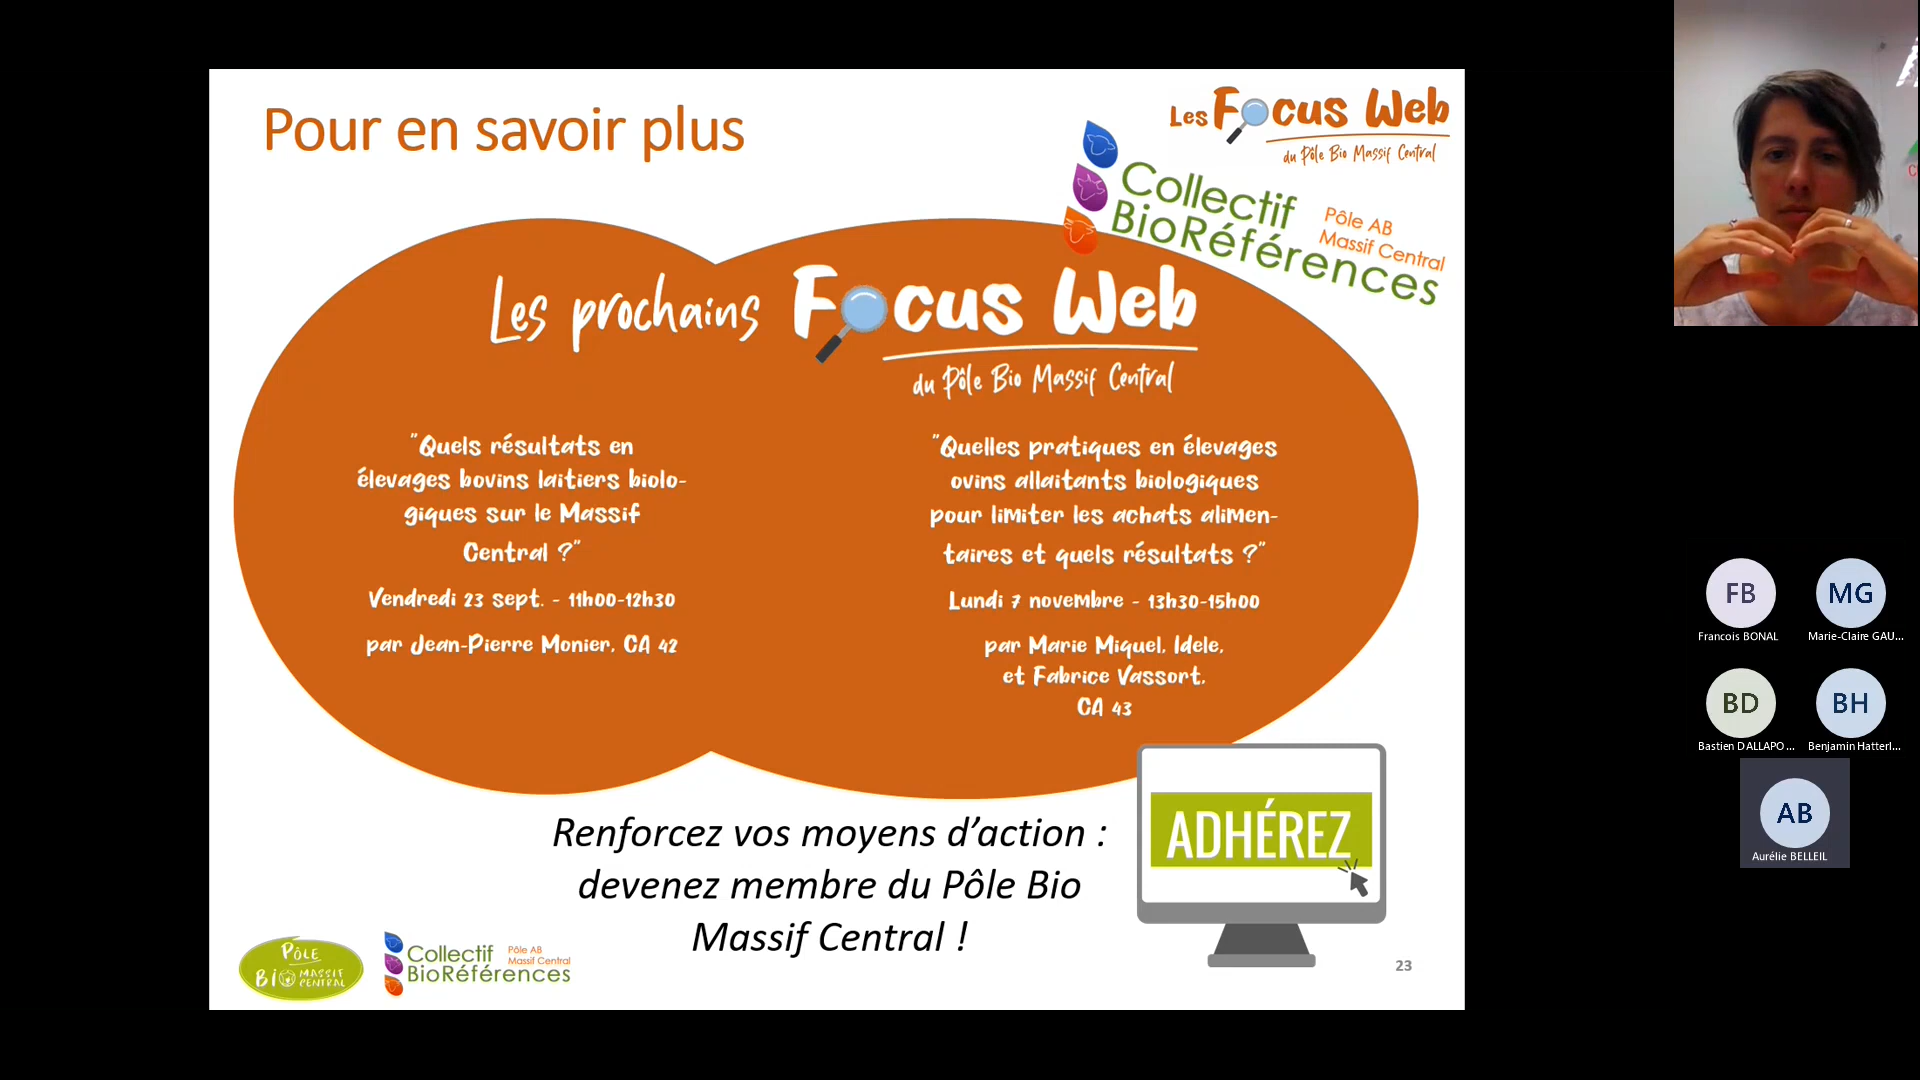 Pour en savoir plus
Les Focus Web
du Pôle Bio Massif Central
Collectif
BioRéférences
Pôle AB
Massif Central
Les prochains Focus Web
du Pôle Bio Massif Central
"Quels résultats en
élevages bovins laitiers biolo-
giques sur le Massif
Central ?"
Vendredi 23 sept. - 11h00-12h30
par Jean-Pierre Monier, CA 42
"Quelles pratiques en élevages
ovins allaitants biologiques
pour limiter les achats alimen-
taires et quels résultats ?"
Lundi 7 novembre - 13h30-15h00
par Marie Miquel, Idele,
et Fabrice Vassort,
CA 43
Renforcez vos moyens d’action :
devenez membre du Pôle Bio
Massif Central !
ADHÉREZ
PÔLE
BIO MASSIF
CENTRAL
Collectif
BioRéférences
Pôle AB
Massif Central
23
FB
Francois BONAL
MG
Marie-Claire GAU...
BD
Bastien DALLAPO...
BH
Benjamin Hatterl...
AB
Aurélie BELLEIL